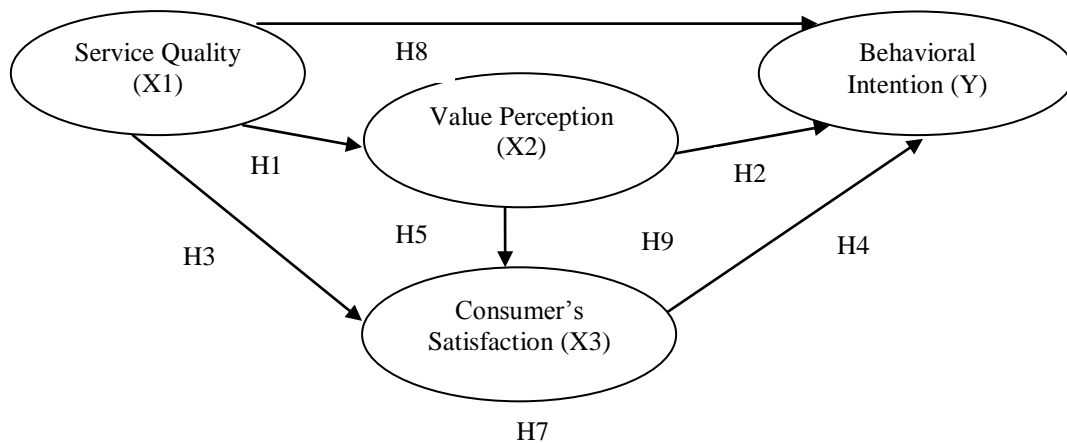 Service Quality
(X1)
H8
Behavioral
Intention (Y)
Value Perception
(X2)
H1
H2
H3
H5
H9
H4
Consumer's
Satisfaction (X3)
H7